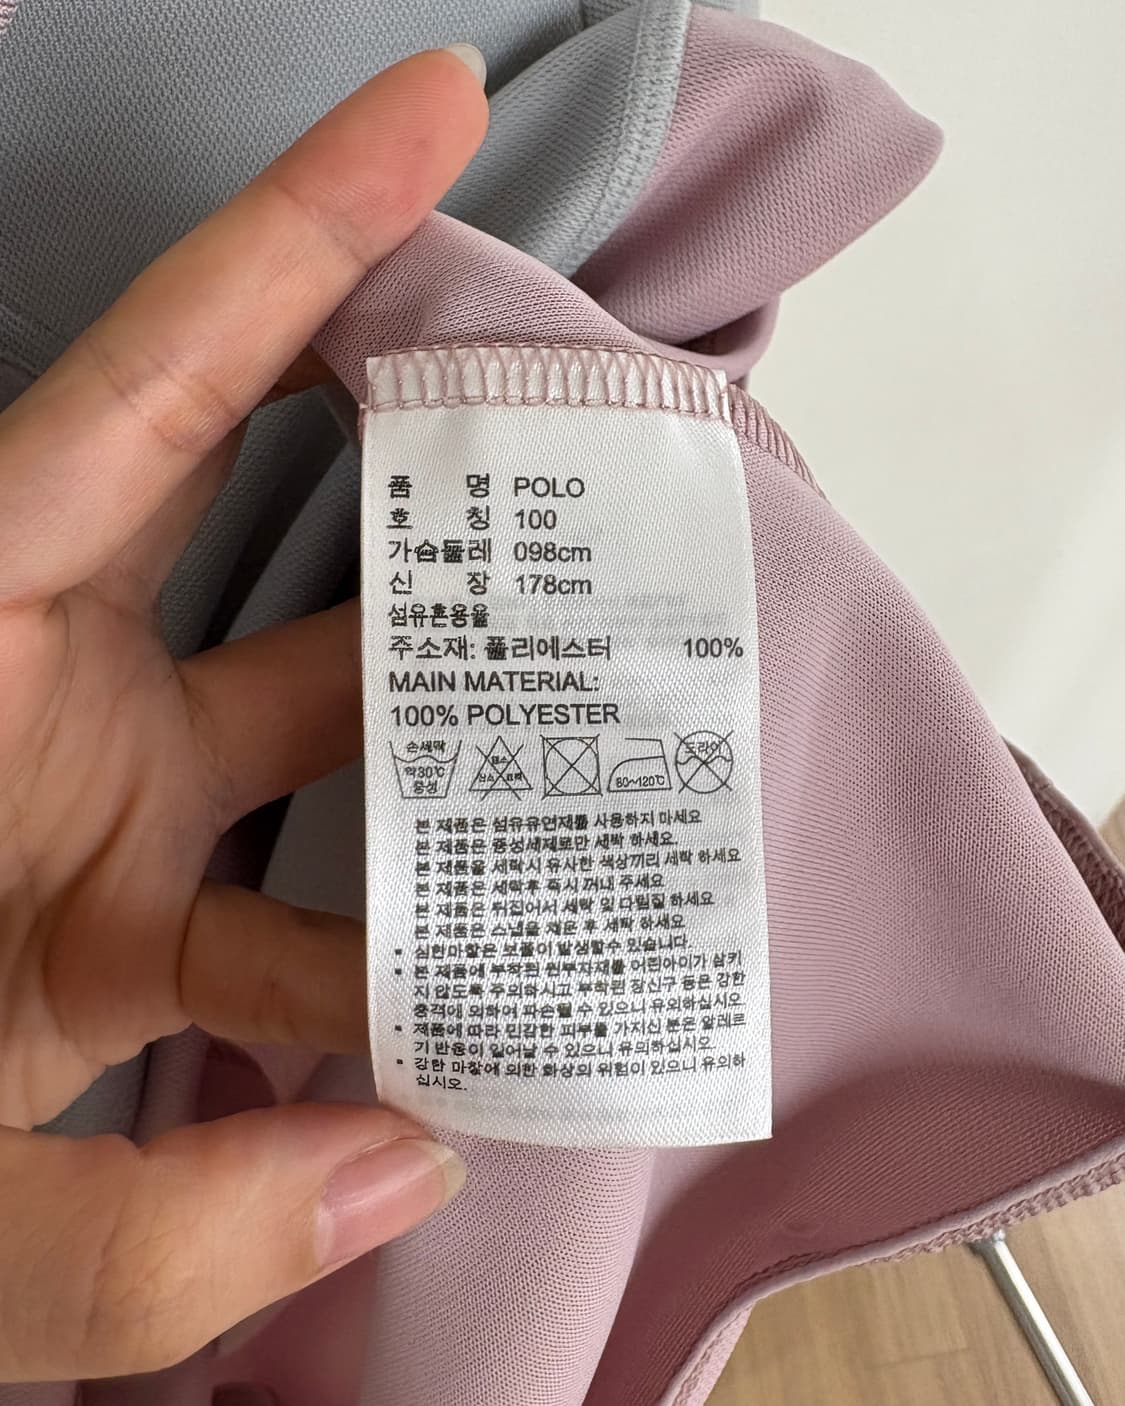 품 명 POLO
호 칭 100
가슴둘레 098cm
신 장 178cm
섬유혼용율
주소재: 폴리에스터 100%
MAIN MATERIAL:
100% POLYESTER
손세탁 약30℃ 중성 염소 산소 표백 80~120℃ 드라이
본 제품은 섬유유연제를 사용하지 마세요
본 제품은 중성세제로만 세탁 하세요.
본 제품을 세탁시 유사한 색상끼리 세탁 하세요
본 제품은 세탁후 즉시 꺼내 주세요
본 제품은 뒤집어서 세탁 및 다림질 하세요
본 제품은 스냅을 채운 후 세탁 하세요
• 심한마찰은 보풀이 발생할수 있습니다.
• 본 제품에 부착된 원부자재를 어린아이가 삼키
지 않도록 주의하시고 부착된 장신구 등은 강한
충격에 의하여 파손될 수 있으니 유의하십시오
• 제품에 따라 민감한 피부를 가지신 분은 알레르
기 반응이 일어날 수 있으니 유의하십시오.
• 강한 마찰에 의한 화상의 위험이 있으니 유의하
십시오.